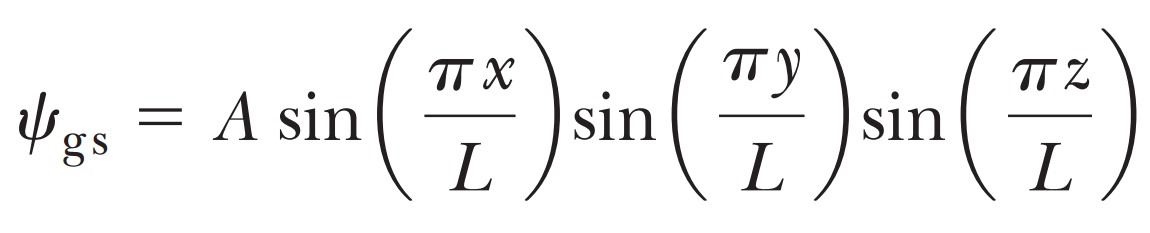 ψ_gs = A sin(πx/L) sin(πy/L) sin(πz/L)